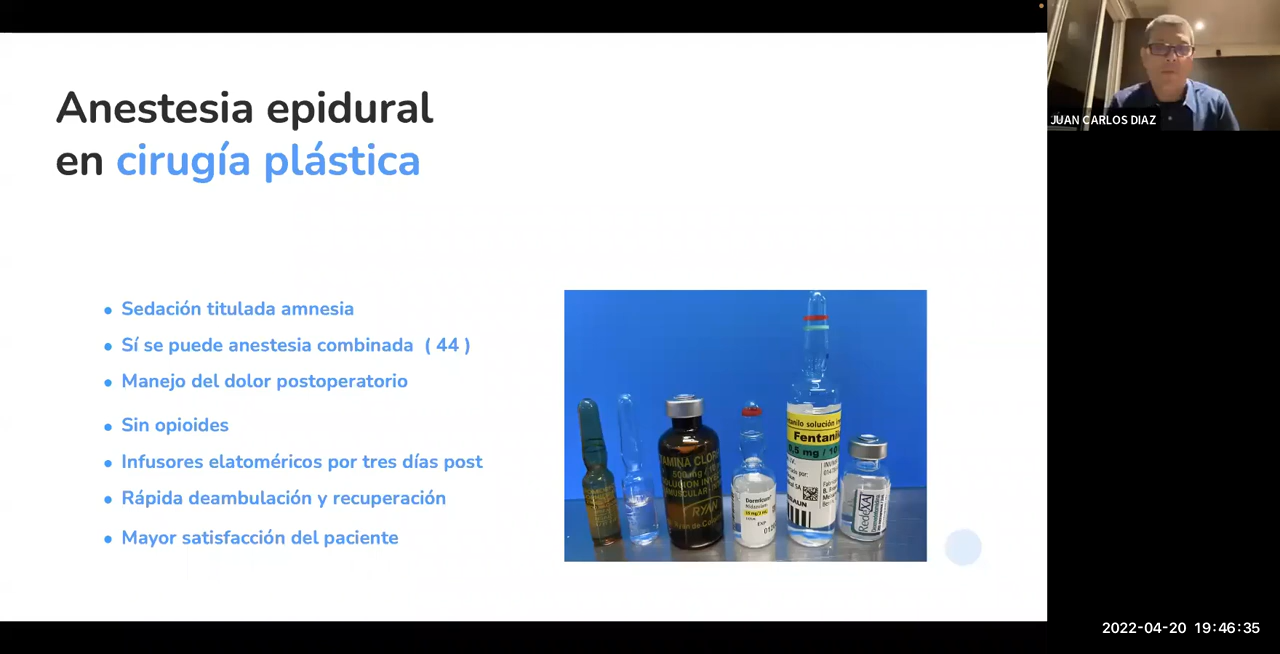 Anestesia epidural
en cirugía plástica
Sedación titulada amnesia
Sí se puede anestesia combinada ( 44 )
Manejo del dolor postoperatorio
Sin opioides
Infusores elatoméricos por tres días post
Rápida deambulación y recuperación
Mayor satisfacción del paciente
RYAN
Dormicum
Fentanil
JUAN CARLOS DIAZ
2022-04-20 19:46:35